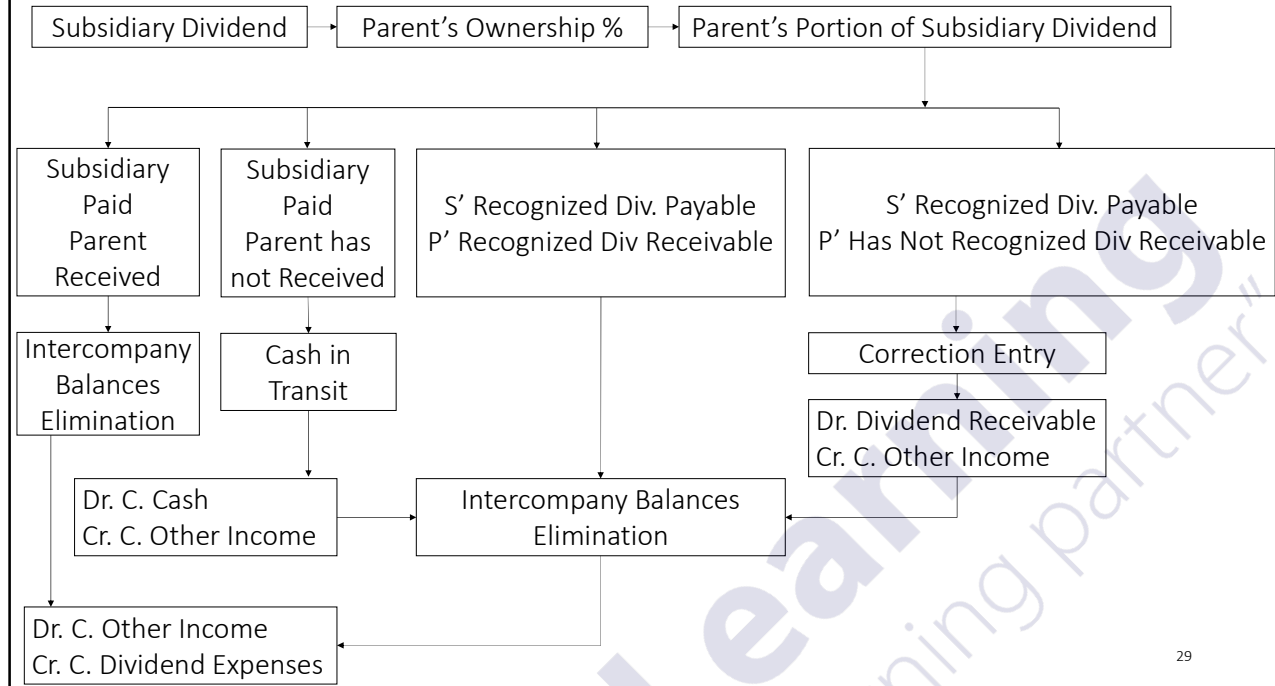 Subsidiary Dividend
Parent’s Ownership %
Parent’s Portion of Subsidiary Dividend
Subsidiary
Paid
Parent
Received
Subsidiary
Paid
Parent has
not Received
S’ Recognized Div. Payable
P’ Recognized Div Receivable
S’ Recognized Div. Payable
P’ Has Not Recognized Div Receivable
Intercompany
Balances
Elimination
Cash in
Transit
Correction Entry
Dr. Dividend Receivable
Cr. C. Other Income
Dr. C. Cash
Cr. C. Other Income
Intercompany Balances
Elimination
Dr. C. Other Income
Cr. C. Dividend Expenses
29
Learning
ning partner”